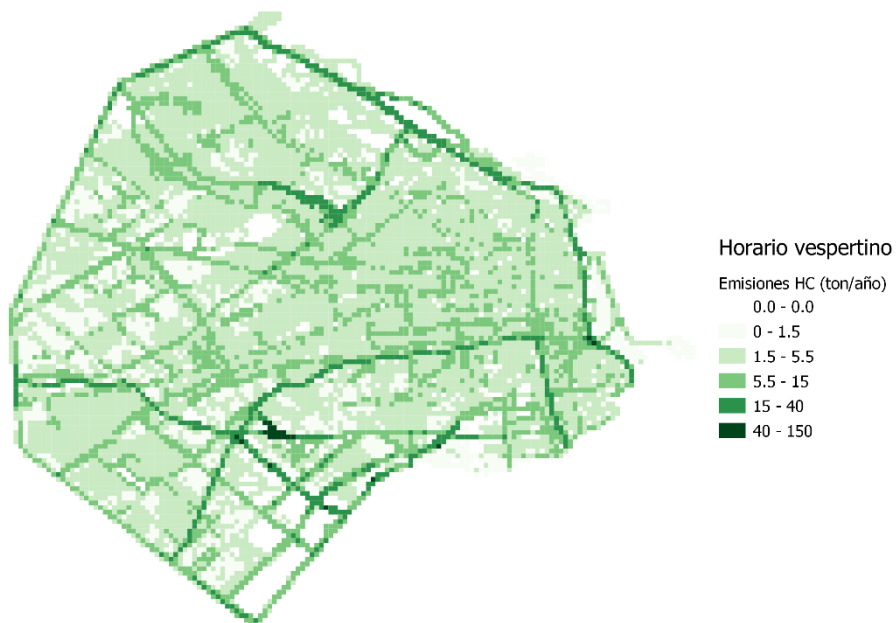 Horario vespertino
Emisiones HC (ton/año)
0.0 - 0.0
0 - 1.5
1.5 - 5.5
5.5 - 15
15 - 40
40 - 150